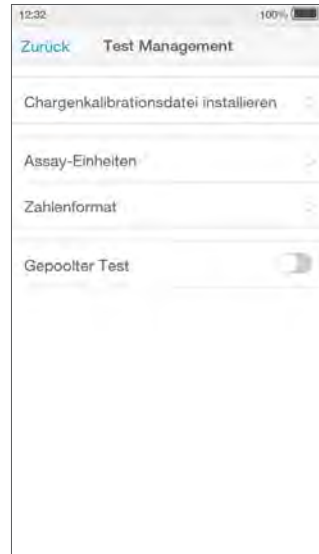 12:32 100%
Zurück Test Management
Chargenkalibrationsdatei installieren
Assay-Einheiten
Zahlenformat
Gepoolter Test